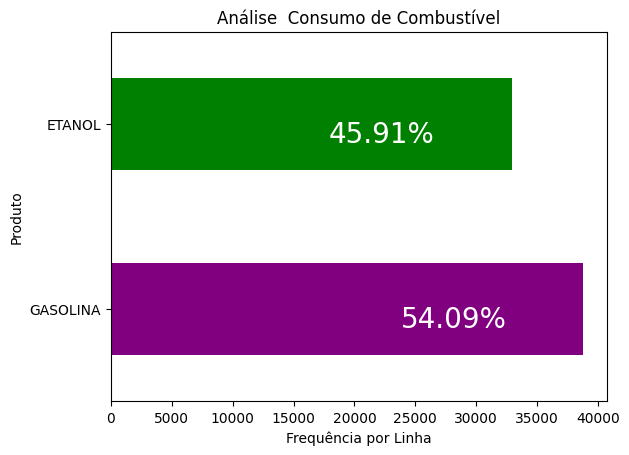 Análise  Consumo de Combustível
ETANOL
45.91%
Produto
GASOLINA
54.09%
0 5000 10000 15000 20000 25000 30000 35000 40000
Frequência por Linha